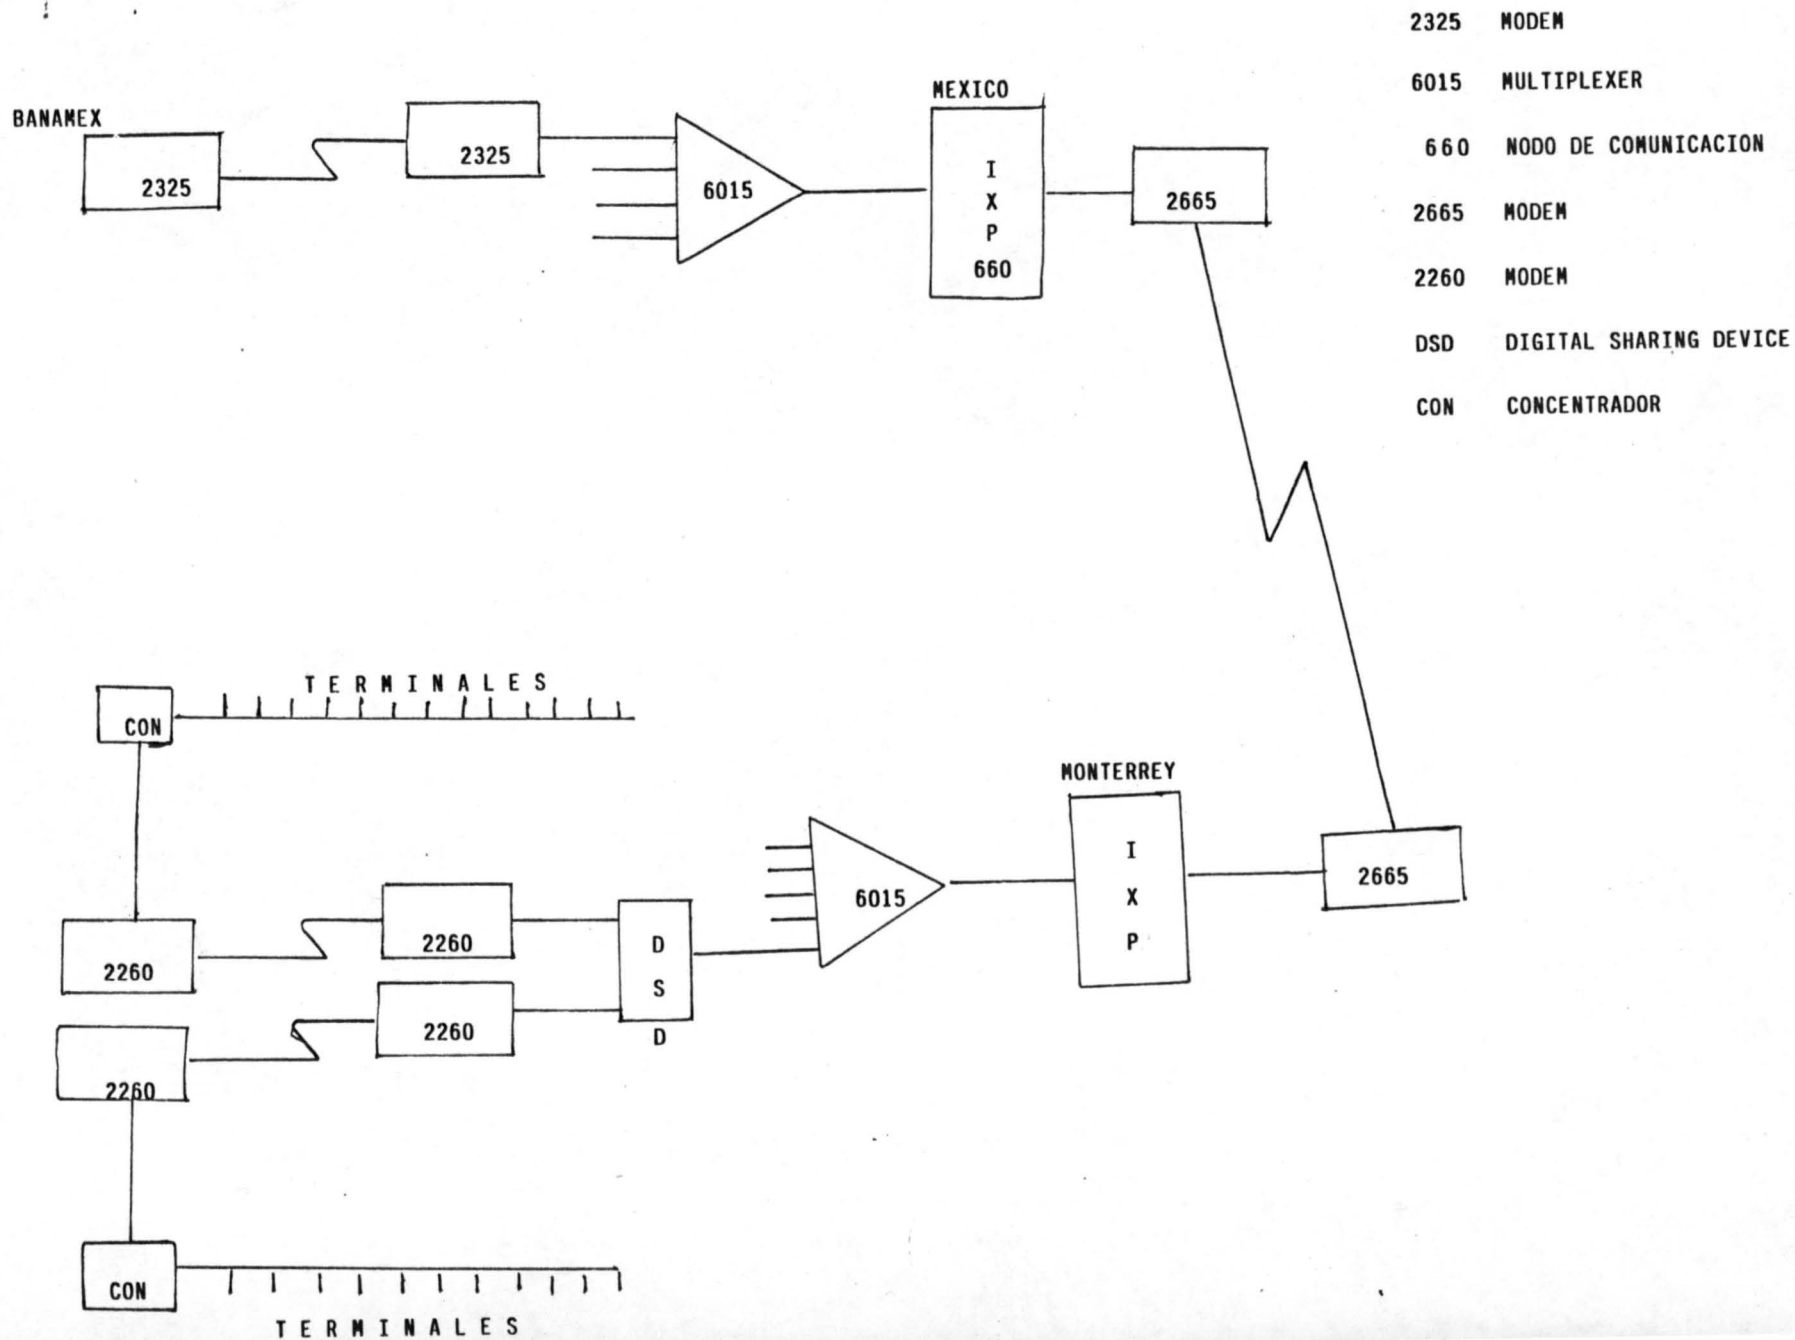 2325 MODEM
6015 MULTIPLEXER
660 NODO DE COMUNICACION
2665 MODEM
2260 MODEM
DSD DIGITAL SHARING DEVICE
CON CONCENTRADOR
BANAMEX
2325
2325
6015
MEXICO
I
X
P
660
2665
TERMINALES
CON
2260
2260
2260
2260
D
S
D
6015
MONTERREY
I
X
P
2665
CON
TERMINALES